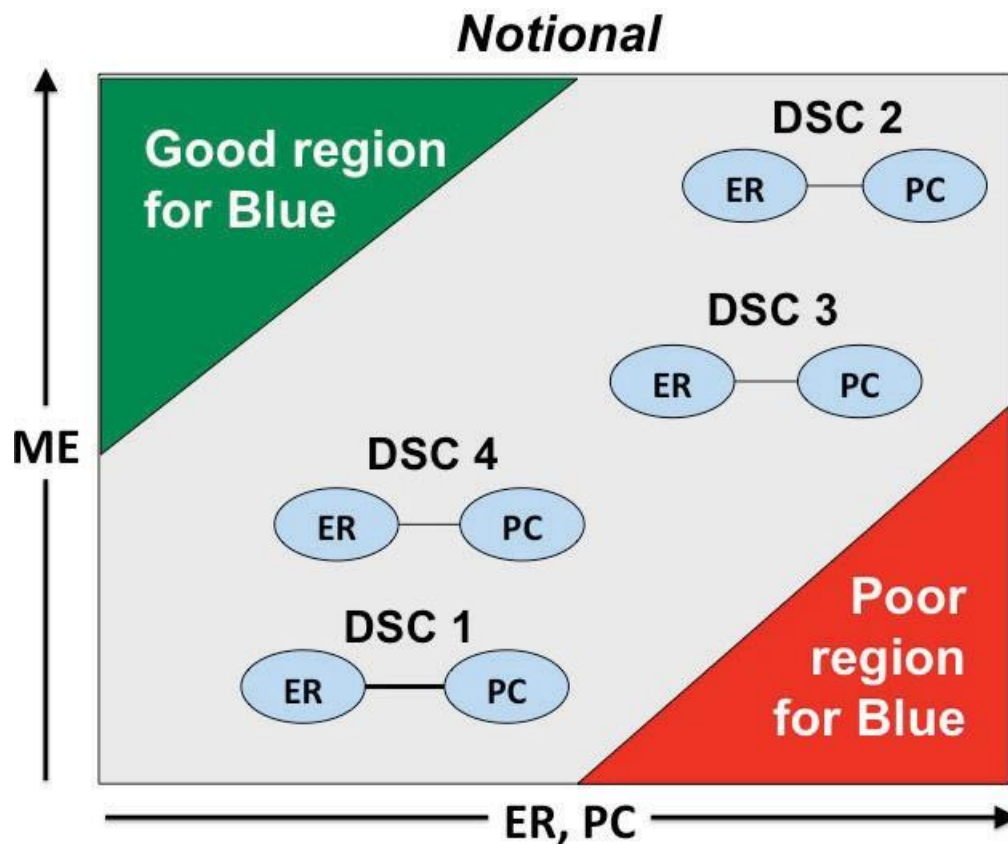 Notional
Good region
for Blue
DSC 2
ER
PC
DSC 3
ER
PC
ME
DSC 4
ER
PC
DSC 1
ER
PC
Poor
region
for Blue
ER, PC